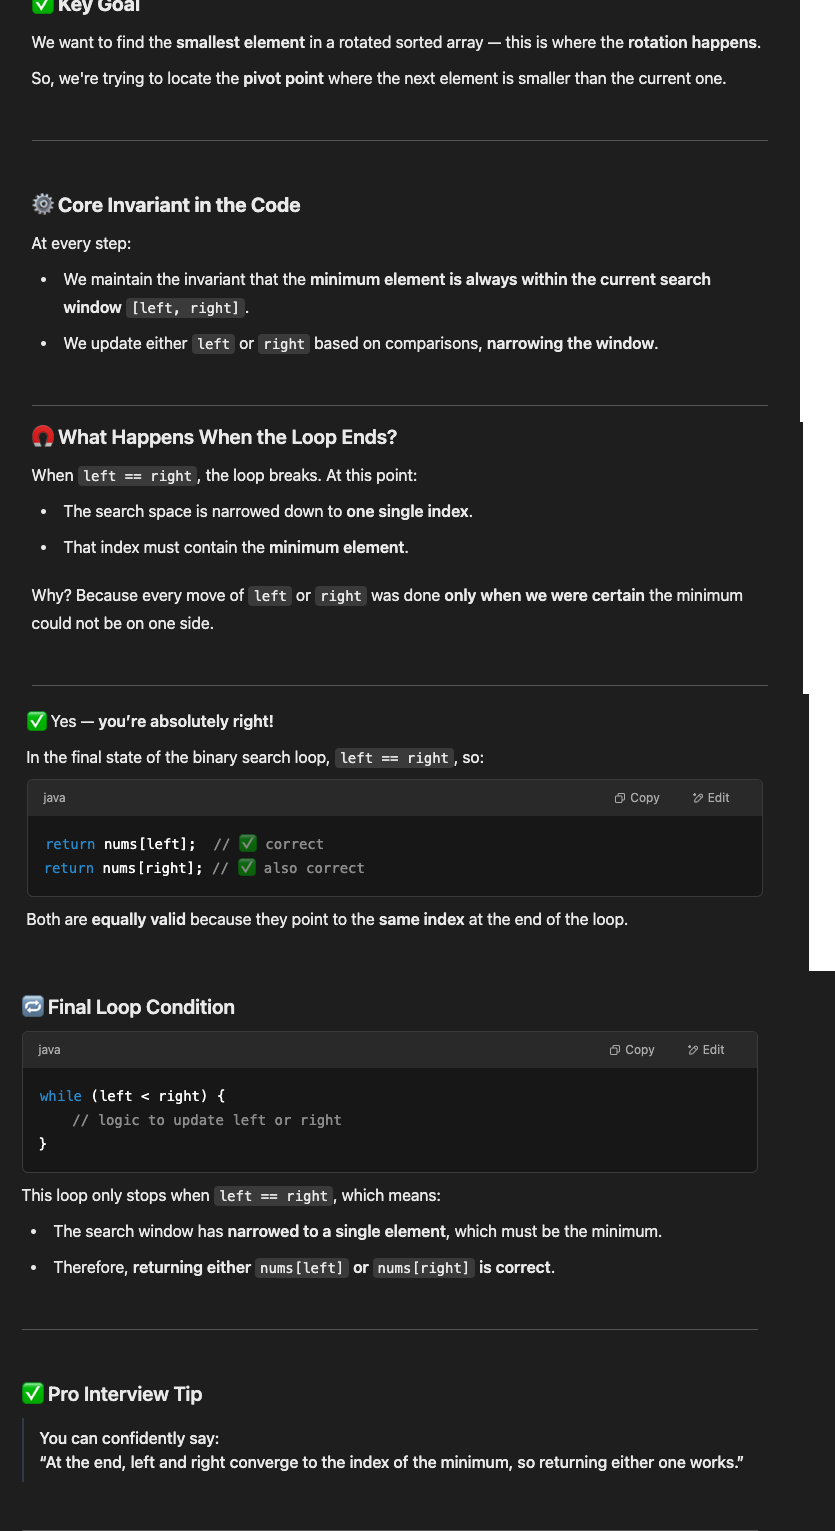 ✅ Key Goal
We want to find the smallest element in a rotated sorted array — this is where the rotation happens.
So, we're trying to locate the pivot point where the next element is smaller than the current one.
⚙️ Core Invariant in the Code
At every step:
• We maintain the invariant that the minimum element is always within the current search
window [left, right].
• We update either left or right based on comparisons, narrowing the window.
🧲 What Happens When the Loop Ends?
When left == right, the loop breaks. At this point:
• The search space is narrowed down to one single index.
• That index must contain the minimum element.
Why? Because every move of left or right was done only when we were certain the minimum
could not be on one side.
✅ Yes — you’re absolutely right!
In the final state of the binary search loop, left == right, so:
java Copy Edit
return nums[left];  // ✅ correct
return nums[right]; // ✅ also correct
Both are equally valid because they point to the same index at the end of the loop.
🔁 Final Loop Condition
java Copy Edit
while (left < right) {
    // logic to update left or right
}
This loop only stops when left == right, which means:
• The search window has narrowed to a single element, which must be the minimum.
• Therefore, returning either nums[left] or nums[right] is correct.
✅ Pro Interview Tip
You can confidently say:
“At the end, left and right converge to the index of the minimum, so returning either one works.”